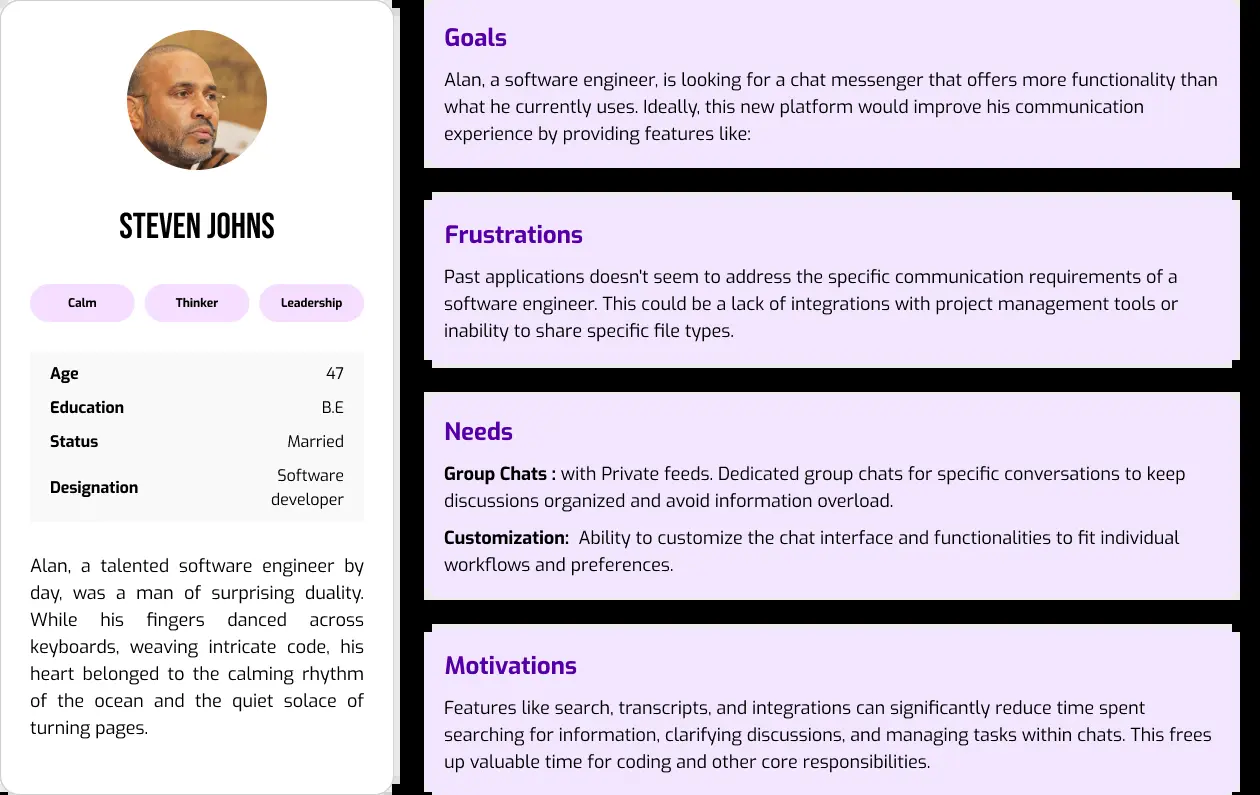 STEVEN JOHNS
Calm
Thinker
Leadership
Age 47
Education B.E
Status Married
Designation Software
developer
Alan, a talented software engineer by
day, was a man of surprising duality.
While his fingers danced across
keyboards, weaving intricate code, his
heart belonged to the calming rhythm
of the ocean and the quiet solace of
turning pages.
Goals
Alan, a software engineer, is looking for a chat messenger that offers more functionality than
what he currently uses. Ideally, this new platform would improve his communication
experience by providing features like:
Frustrations
Past applications doesn't seem to address the specific communication requirements of a
software engineer. This could be a lack of integrations with project management tools or
inability to share specific file types.
Needs
Group Chats : with Private feeds. Dedicated group chats for specific conversations to keep
discussions organized and avoid information overload.
Customization: Ability to customize the chat interface and functionalities to fit individual
workflows and preferences.
Motivations
Features like search, transcripts, and integrations can significantly reduce time spent
searching for information, clarifying discussions, and managing tasks within chats. This frees
up valuable time for coding and other core responsibilities.